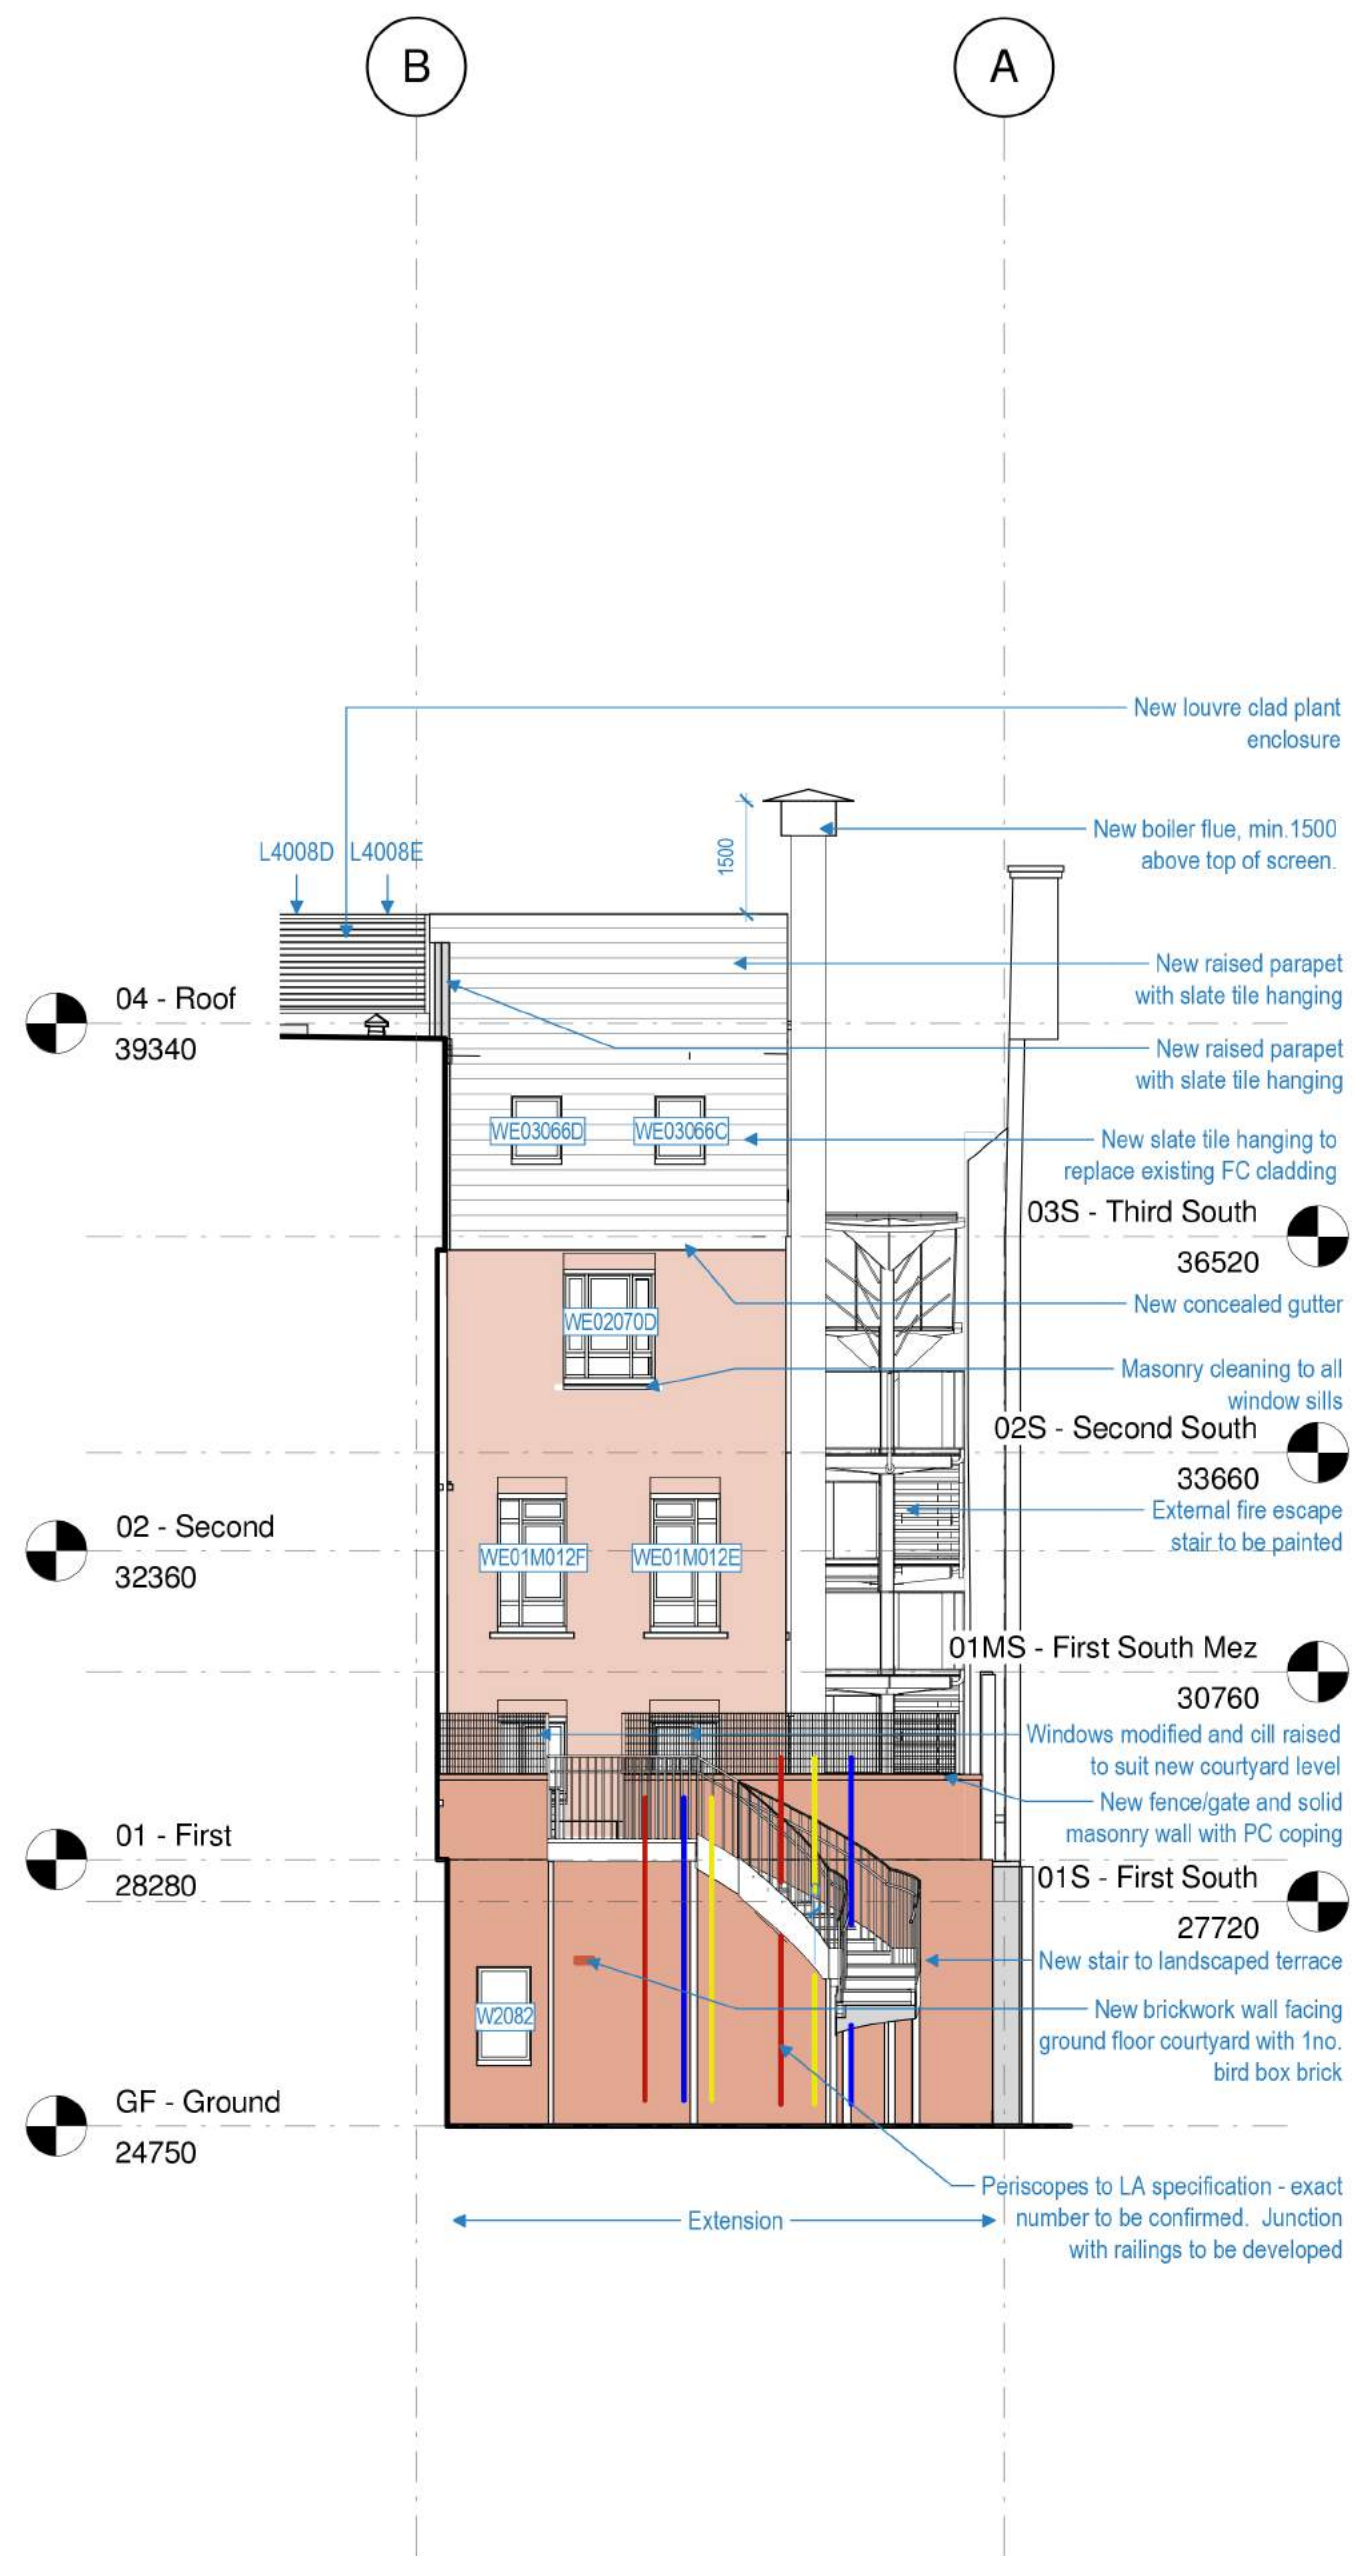 B
A
New louvre clad plant
enclosure
New boiler flue, min.1500
above top of screen.
1500
L4008D
L4008E
New raised parapet
with slate tile hanging
04 - Roof
39340
New raised parapet
with slate tile hanging
WE03066D
WE03066C
New slate tile hanging to
replace existing FC cladding
03S - Third South
36520
New concealed gutter
WE02070D
Masonry cleaning to all
window sills
02S - Second South
33660
External fire escape
stair to be painted
02 - Second
32360
WE01M012F
WE01M012E
01MS - First South Mez
30760
Windows modified and cill raised
to suit new courtyard level
New fence/gate and solid
masonry wall with PC coping
01 - First
28280
01S - First South
27720
New stair to landscaped terrace
W2082
New brickwork wall facing
ground floor courtyard with 1no.
bird box brick
GF - Ground
24750
Periscopes to LA specification - exact
number to be confirmed. Junction
with railings to be developed
Extension